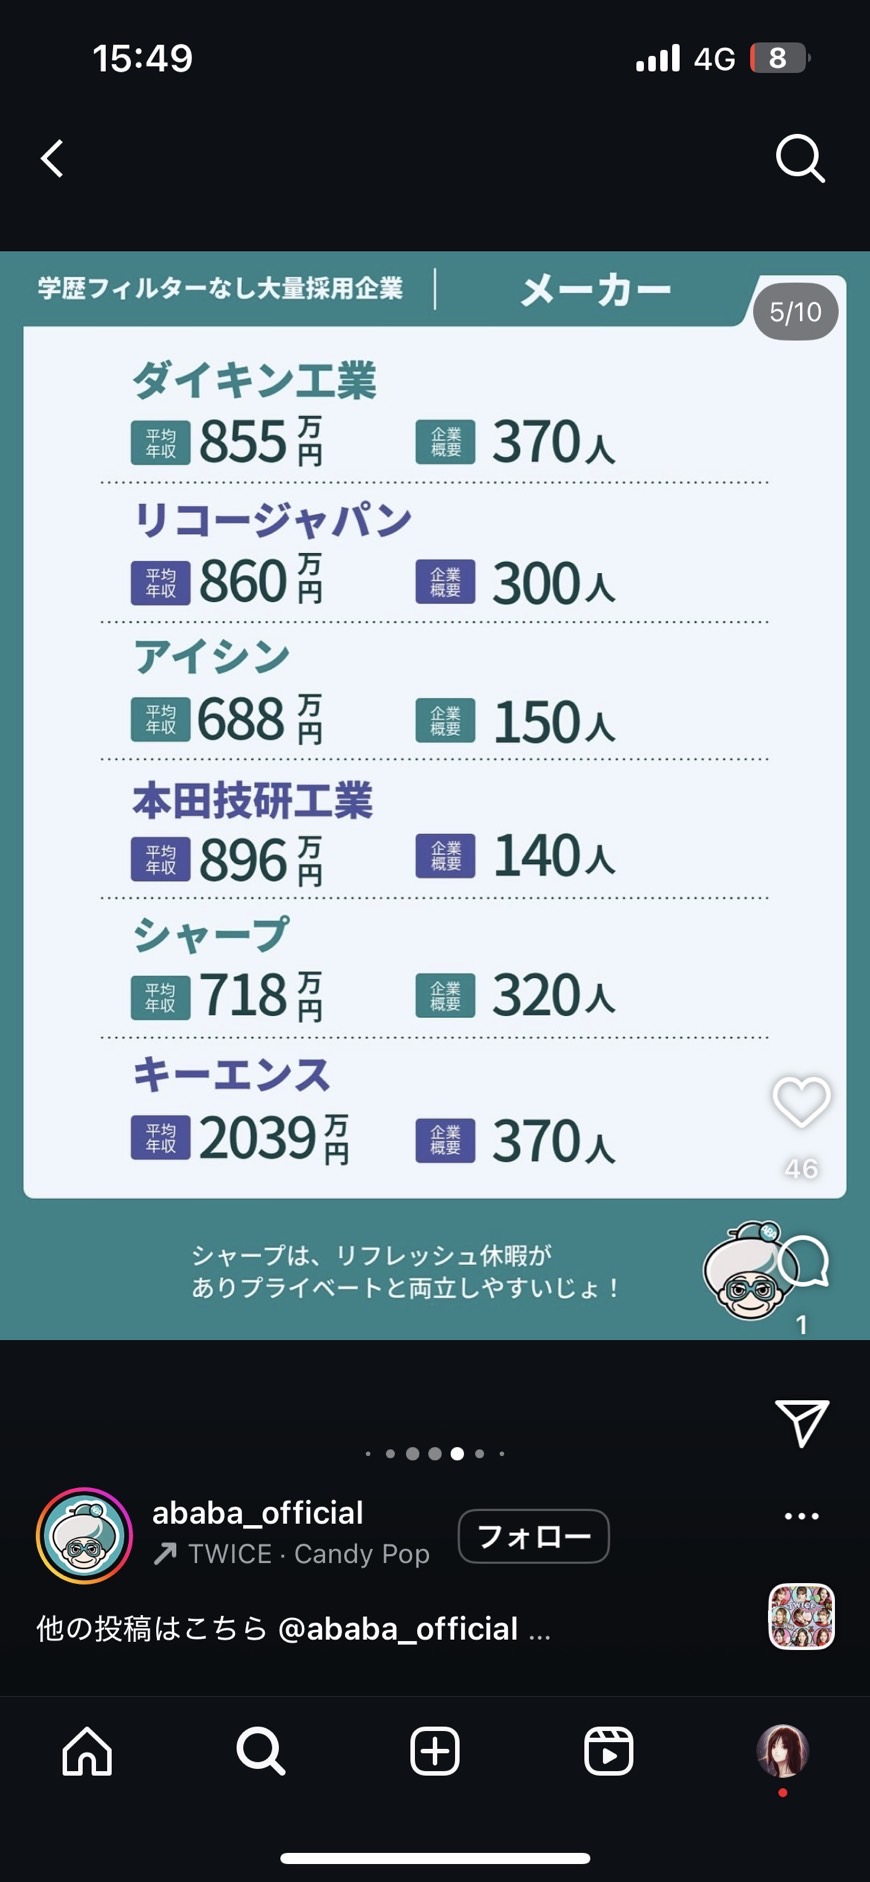 15:49
4G
8
学歴フィルターなし大量採用企業
メーカー
5/10
ダイキン工業
平均年収 855万円 企業概要 370人
リコージャパン
平均年収 860万円 企業概要 300人
アイシン
平均年収 688万円 企業概要 150人
本田技研工業
平均年収 896万円 企業概要 140人
シャープ
平均年収 718万円 企業概要 320人
キーエンス
平均年収 2039万円 企業概要 370人
46
シャープは、リフレッシュ休暇が
ありプライベートと両立しやすいじょ！
1
ababa_official
TWICE · Candy Pop
フォロー
他の投稿はこちら @ababa_official ...